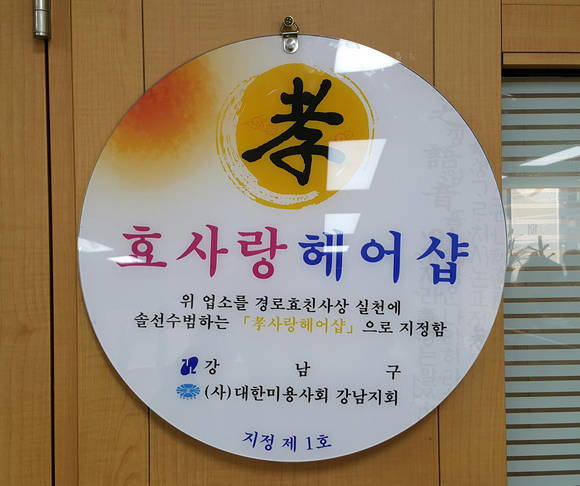 孝
효사랑헤어샵
위 업소를 경로효친사상 실천에
솔선수범하는 「孝사랑헤어샵」으로 지정함
강 남 구
(사)대한미용사회 강남지회
지정 제 1호